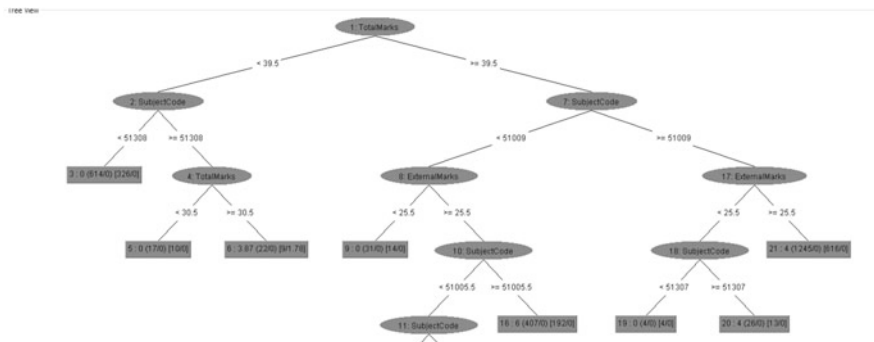 Tree View
1: TotalMarks
< 39.5 >= 39.5
2: SubjectCode 7: SubjectCode
< 51308 >= 51308 < 51009 >= 51009
3 : 0 (614/0) [326/0] 4: TotalMarks 8: ExternalMarks 17: ExternalMarks
< 30.5 >= 30.5 < 25.5 >= 25.5 < 25.5 >= 25.5
5 : 0 (17/0) [10/0] 6 : 3.87 (22/0) [9/1.78] 9 : 0 (31/0) [14/0] 10: SubjectCode 18: SubjectCode 21 : 4 (1245/0) [616/0]
< 51005.5 >= 51005.5 < 51307 >= 51307
11: SubjectCode 16 : 6 (407/0) [192/0] 19 : 0 (4/0) [4/0] 20 : 4 (26/0) [13/0]